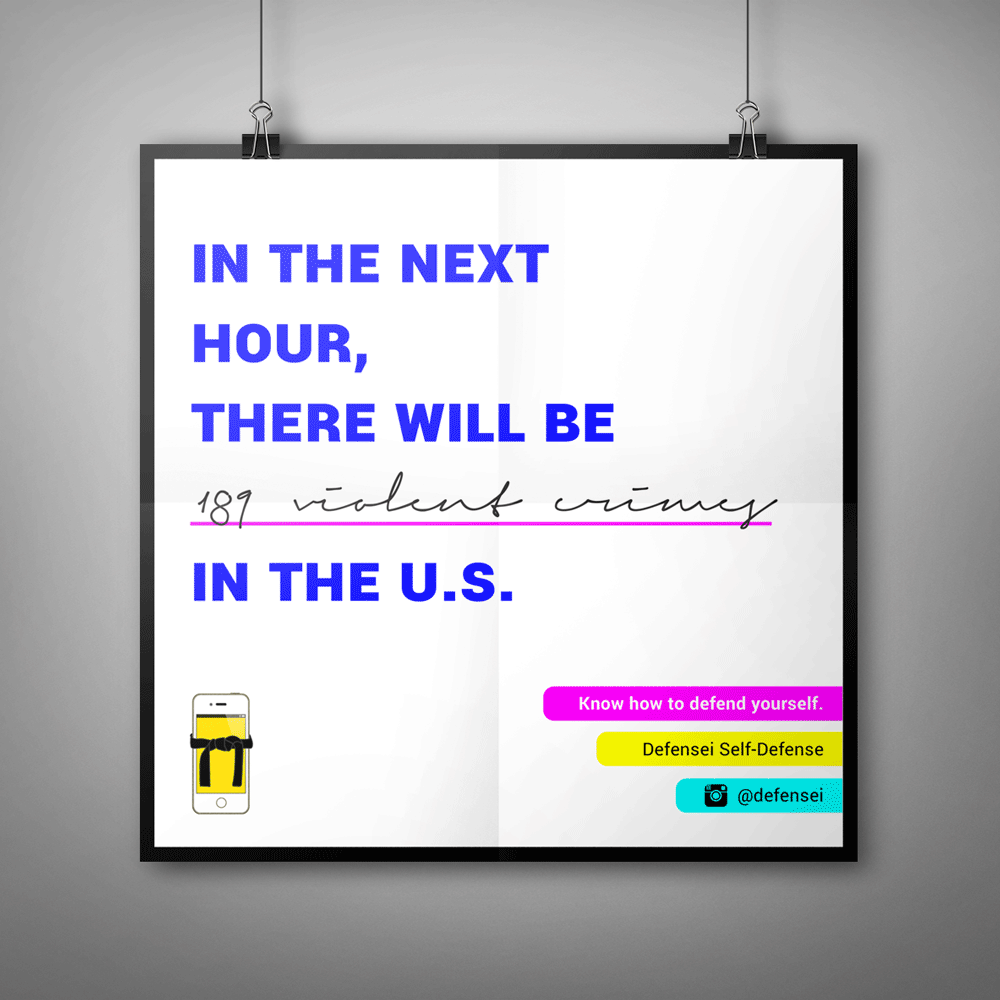 IN THE NEXT
HOUR,
THERE WILL BE
189 violent crimes
IN THE U.S.
Know how to defend yourself.
Defensei Self-Defense
@defensei